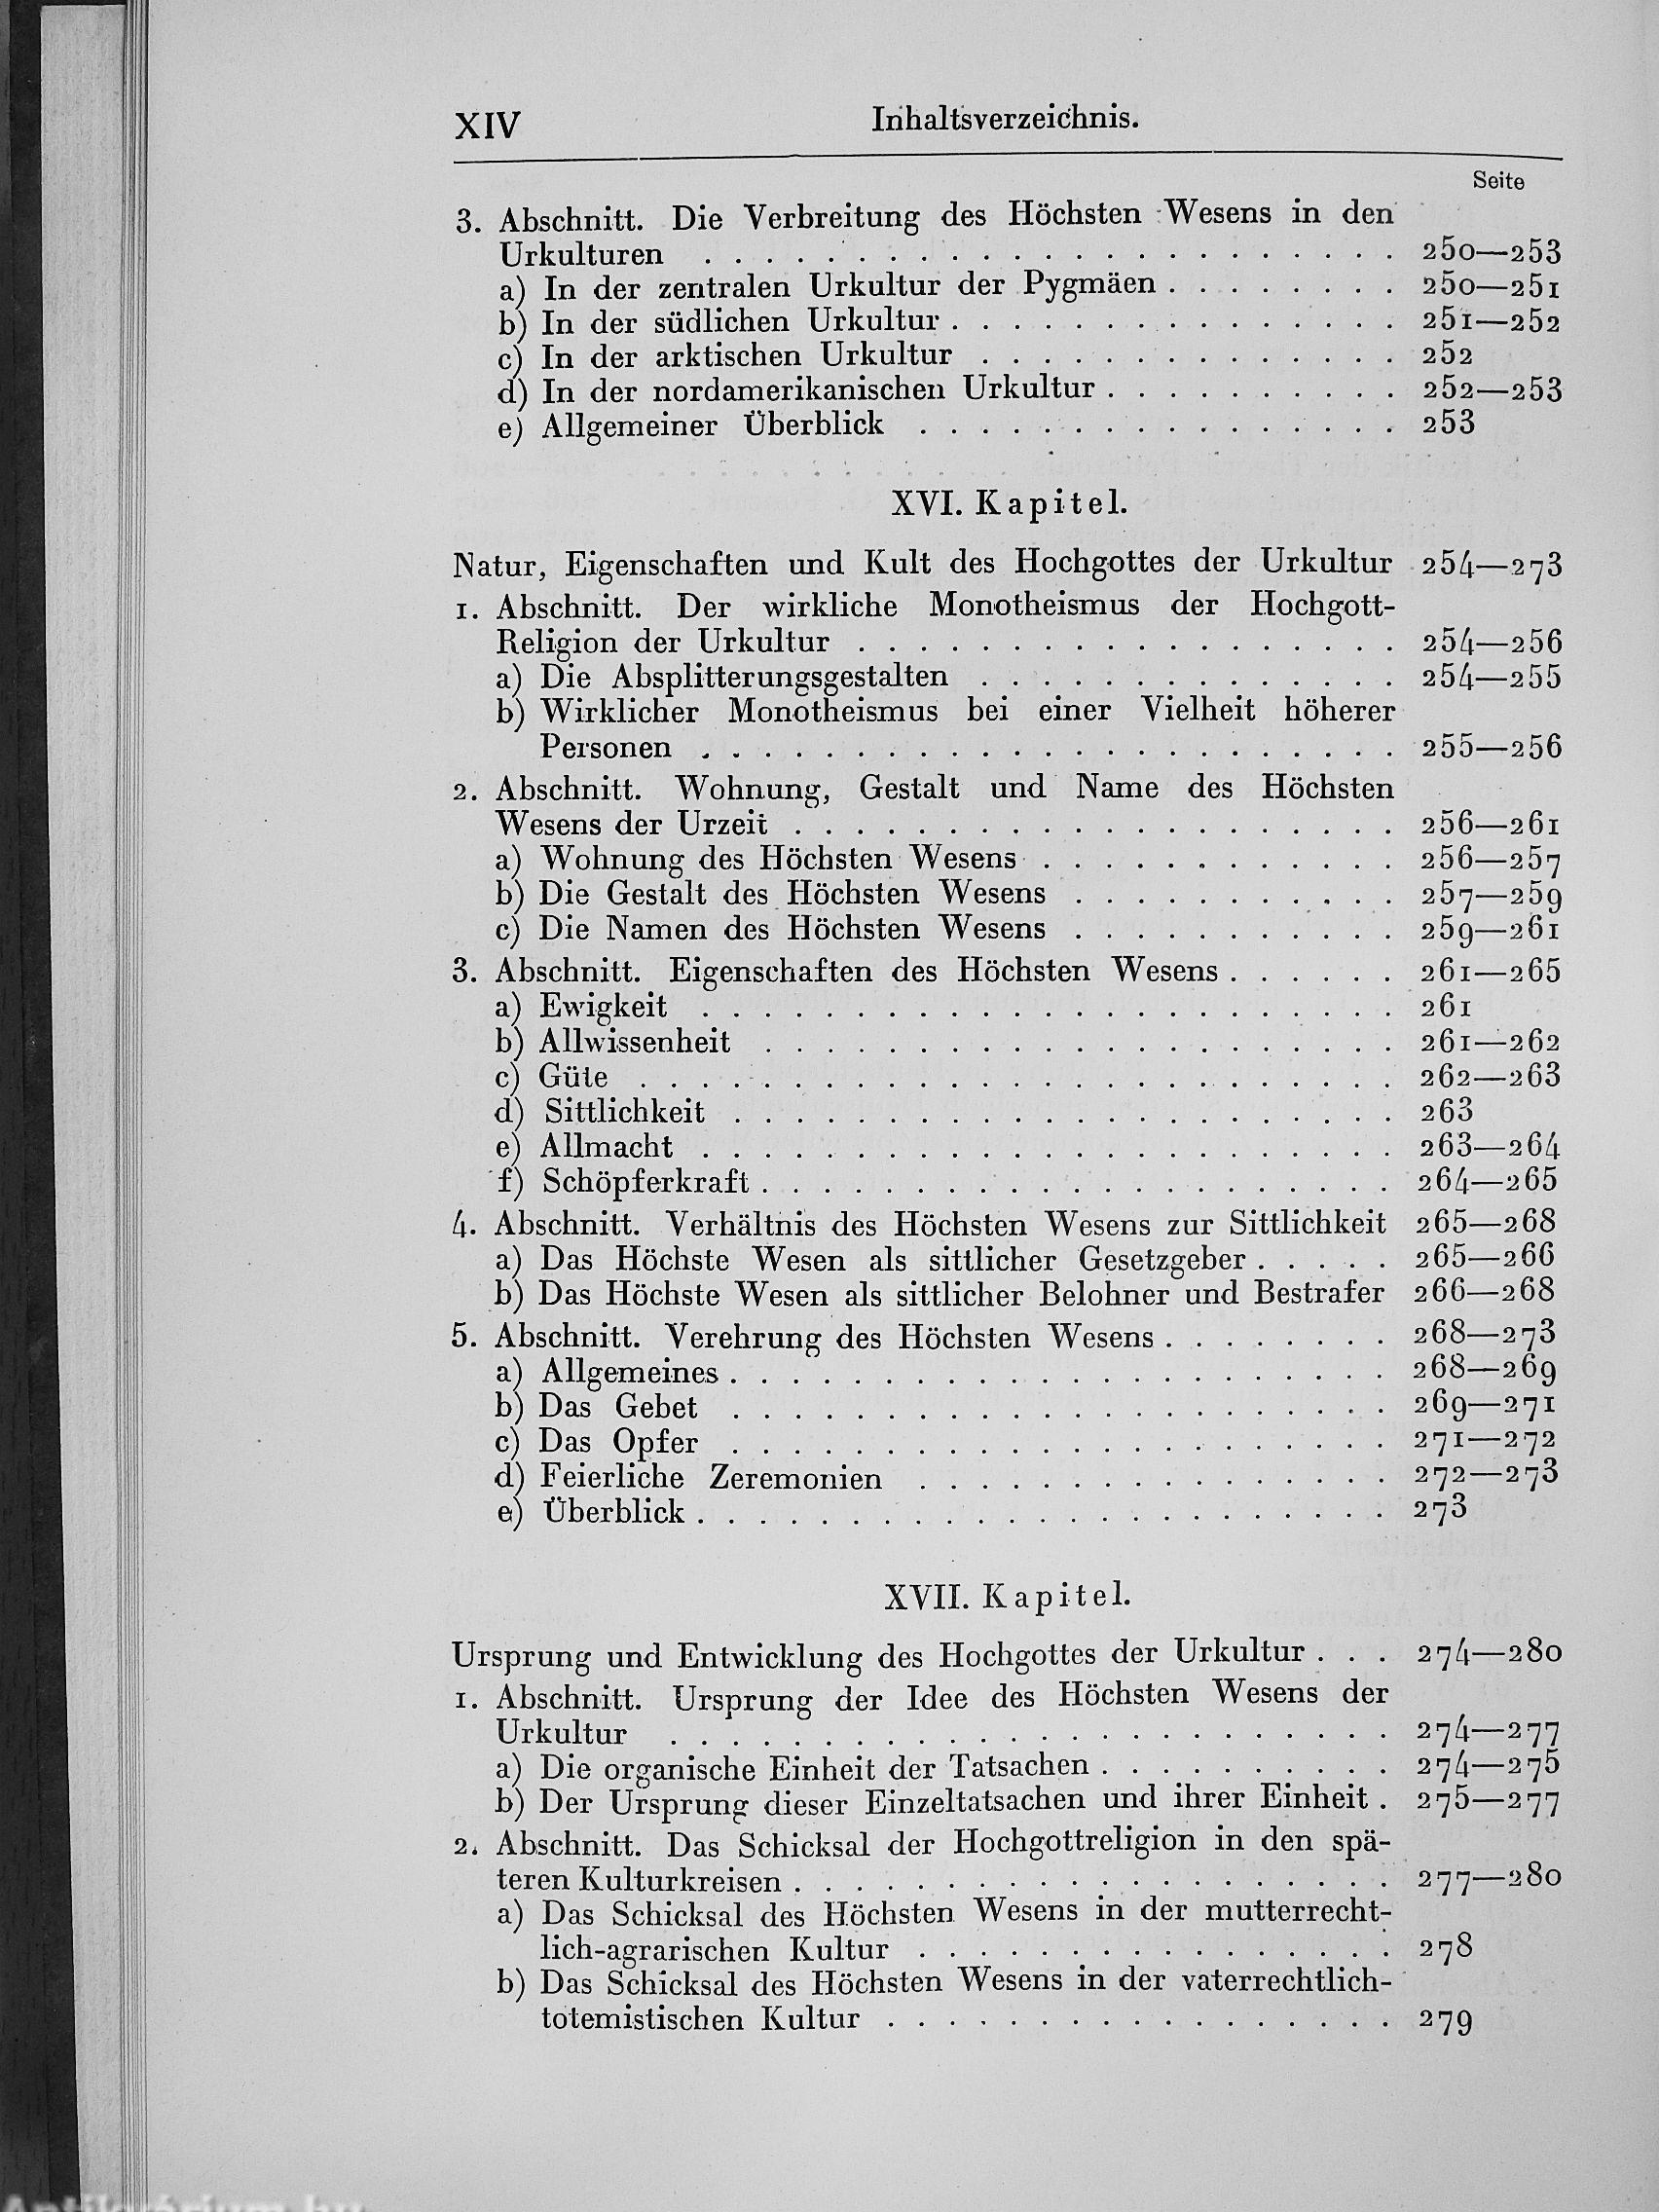 XIV Inhaltsverzeichnis.
Seite
3. Abschnitt. Die Verbreitung des Höchsten Wesens in den
Urkulturen . . . . . . . . . . . . . . . . . . . . . . . 250—253
a) In der zentralen Urkultur der Pygmäen . . . . . . . . 250—251
b) In der südlichen Urkultur . . . . . . . . . . . . . . . 251—252
c) In der arktischen Urkultur . . . . . . . . . . . . . . 252
d) In der nordamerikanischen Urkultur . . . . . . . . . . 252—253
e) Allgemeiner Überblick . . . . . . . . . . . . . . . . 253
XVI. Kapitel.
Natur, Eigenschaften und Kult des Hochgottes der Urkultur 254—273
1. Abschnitt. Der wirkliche Monotheismus der Hochgott-
Religion der Urkultur . . . . . . . . . . . . . . . . . . 254—256
a) Die Absplitterungsgestalten . . . . . . . . . . . . . . 254—255
b) Wirklicher Monotheismus bei einer Vielheit höherer
Personen . . . . . . . . . . . . . . . . . . . . . . . 255—256
2. Abschnitt. Wohnung, Gestalt und Name des Höchsten
Wesens der Urzeit . . . . . . . . . . . . . . . . . . . . 256—261
a) Wohnung des Höchsten Wesens . . . . . . . . . . . . 256—257
b) Die Gestalt des Höchsten Wesens . . . . . . . . . . . 257—259
c) Die Namen des Höchsten Wesens . . . . . . . . . . . 259—261
3. Abschnitt. Eigenschaften des Höchsten Wesens . . . . . . 261—265
a) Ewigkeit . . . . . . . . . . . . . . . . . . . . . . . 261
b) Allwissenheit . . . . . . . . . . . . . . . . . . . . . 261—262
c) Güte . . . . . . . . . . . . . . . . . . . . . . . . . 262—263
d) Sittlichkeit . . . . . . . . . . . . . . . . . . . . . . 263
e) Allmacht . . . . . . . . . . . . . . . . . . . . . . . 263—264
f) Schöpferkraft . . . . . . . . . . . . . . . . . . . . . 264—265
4. Abschnitt. Verhältnis des Höchsten Wesens zur Sittlichkeit 265—268
a) Das Höchste Wesen als sittlicher Gesetzgeber . . . . . 265—266
b) Das Höchste Wesen als sittlicher Belohner und Bestrafer 266—268
5. Abschnitt. Verehrung des Höchsten Wesens . . . . . . . . 268—273
a) Allgemeines . . . . . . . . . . . . . . . . . . . . . . 268—269
b) Das Gebet . . . . . . . . . . . . . . . . . . . . . . 269—271
c) Das Opfer . . . . . . . . . . . . . . . . . . . . . . 271—272
d) Feierliche Zeremonien . . . . . . . . . . . . . . . . 272—273
e) Überblick . . . . . . . . . . . . . . . . . . . . . . . 273
XVII. Kapitel.
Ursprung und Entwicklung des Hochgottes der Urkultur . . . 274—280
1. Abschnitt. Ursprung der Idee des Höchsten Wesens der
Urkultur . . . . . . . . . . . . . . . . . . . . . . . . 274—277
a) Die organische Einheit der Tatsachen . . . . . . . . . . 274—275
b) Der Ursprung dieser Einzeltatsachen und ihrer Einheit . 275—277
2. Abschnitt. Das Schicksal der Hochgottreligion in den spä-
teren Kulturkreisen . . . . . . . . . . . . . . . . . . . . 277—280
a) Das Schicksal des Höchsten Wesens in der mutterrecht-
lich-agrarischen Kultur . . . . . . . . . . . . . . . . 278
b) Das Schicksal des Höchsten Wesens in der vaterrechtlich-
totemistischen Kultur . . . . . . . . . . . . . . . . . 279